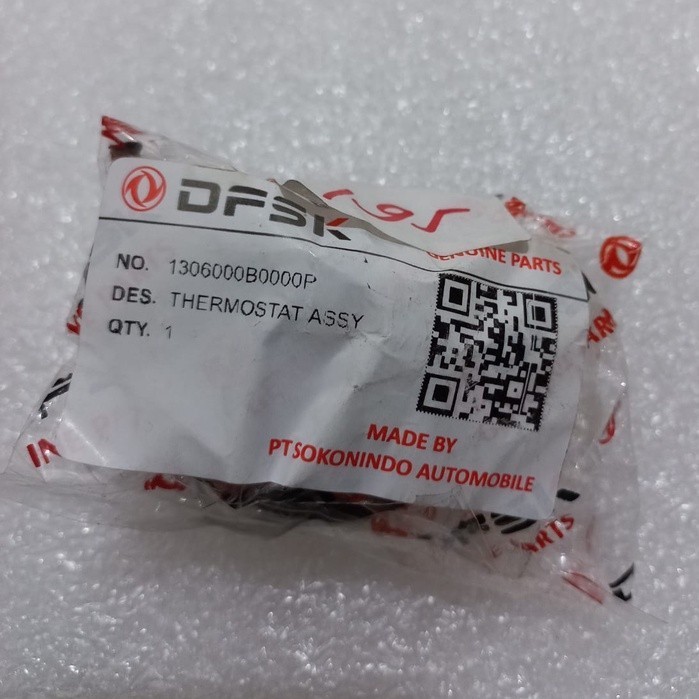 DFSK
GENUINE PARTS
NO. 1306000B0000P
DES. THERMOSTAT ASSY
QTY. 1
MADE BY
PT SOKONINDO AUTOMOBILE